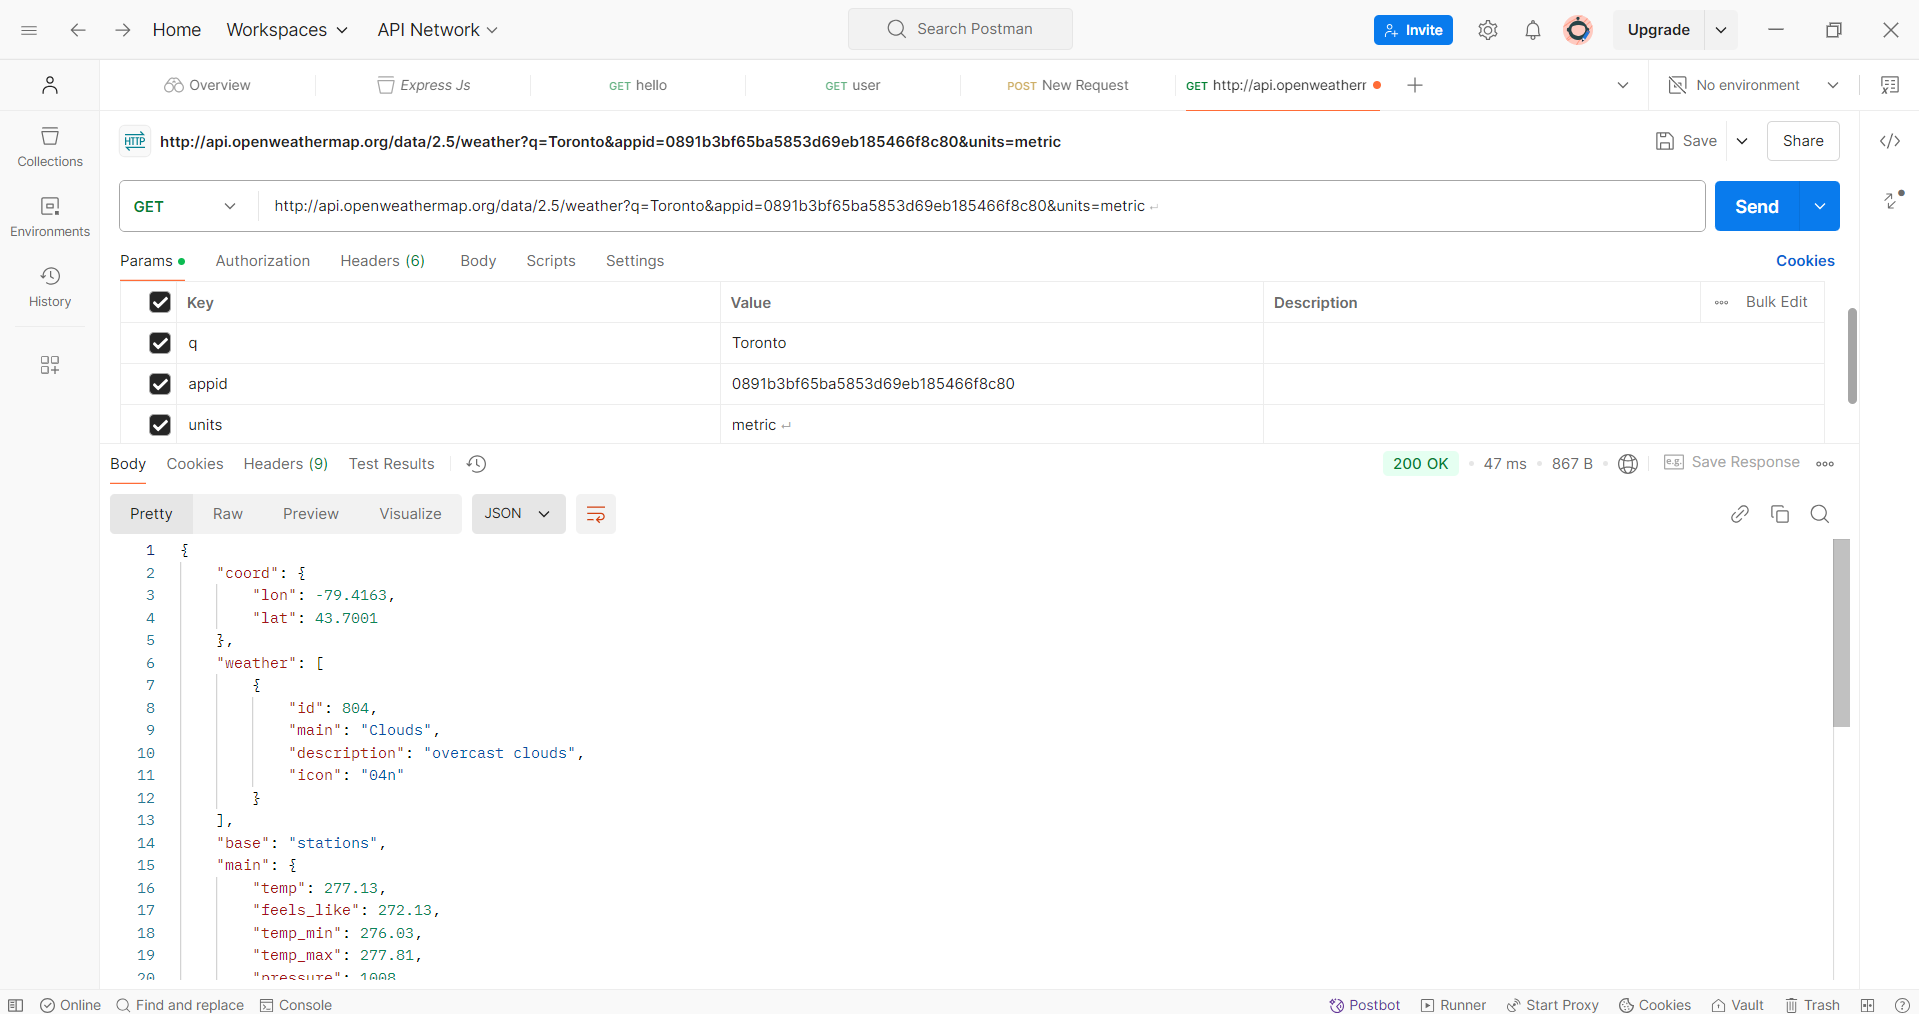 Home Workspaces API Network Search Postman Invite Upgrade
Overview Express Js GET hello GET user POST New Request GET http://api.openweatherr No environment
HTTP http://api.openweathermap.org/data/2.5/weather?q=Toronto&appid=0891b3bf65ba5853d69eb185466f8c80&units=metric Save Share
Collections
GET http://api.openweathermap.org/data/2.5/weather?q=Toronto&appid=0891b3bf65ba5853d69eb185466f8c80&units=metric ↵ Send
Environments
Params Authorization Headers (6) Body Scripts Settings Cookies
History
Key Value Description Bulk Edit
q Toronto
appid 0891b3bf65ba5853d69eb185466f8c80
units metric ↵
Body Cookies Headers (9) Test Results 200 OK 47 ms 867 B e.g. Save Response
Pretty Raw Preview Visualize JSON
1 {
2 "coord": {
3 "lon": -79.4163,
4 "lat": 43.7001
5 },
6 "weather": [
7 {
8 "id": 804,
9 "main": "Clouds",
10 "description": "overcast clouds",
11 "icon": "04n"
12 }
13 ],
14 "base": "stations",
15 "main": {
16 "temp": 277.13,
17 "feels_like": 272.13,
18 "temp_min": 276.03,
19 "temp_max": 277.81,
20 "pressure": 1008
Online Find and replace Console Postbot Runner Start Proxy Cookies Vault Trash